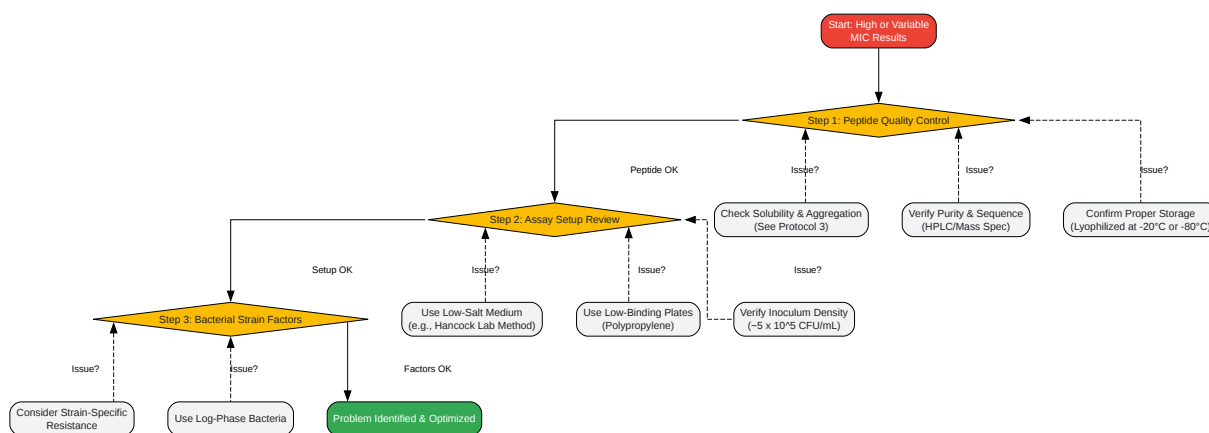 Start: High or Variable
MIC Results
Step 1: Peptide Quality Control
Peptide OK
Issue?
Issue?
Issue?
Check Solubility & Aggregation
(See Protocol 3)
Verify Purity & Sequence
(HPLC/Mass Spec)
Confirm Proper Storage
(Lyophilized at -20°C or -80°C)
Step 2: Assay Setup Review
Setup OK
Issue?
Issue?
Issue?
Use Low-Salt Medium
(e.g., Hancock Lab Method)
Use Low-Binding Plates
(Polypropylene)
Verify Inoculum Density
(~5 x 10^5 CFU/mL)
Step 3: Bacterial Strain Factors
Issue?
Issue?
Factors OK
Consider Strain-Specific
Resistance
Use Log-Phase Bacteria
Problem Identified & Optimized